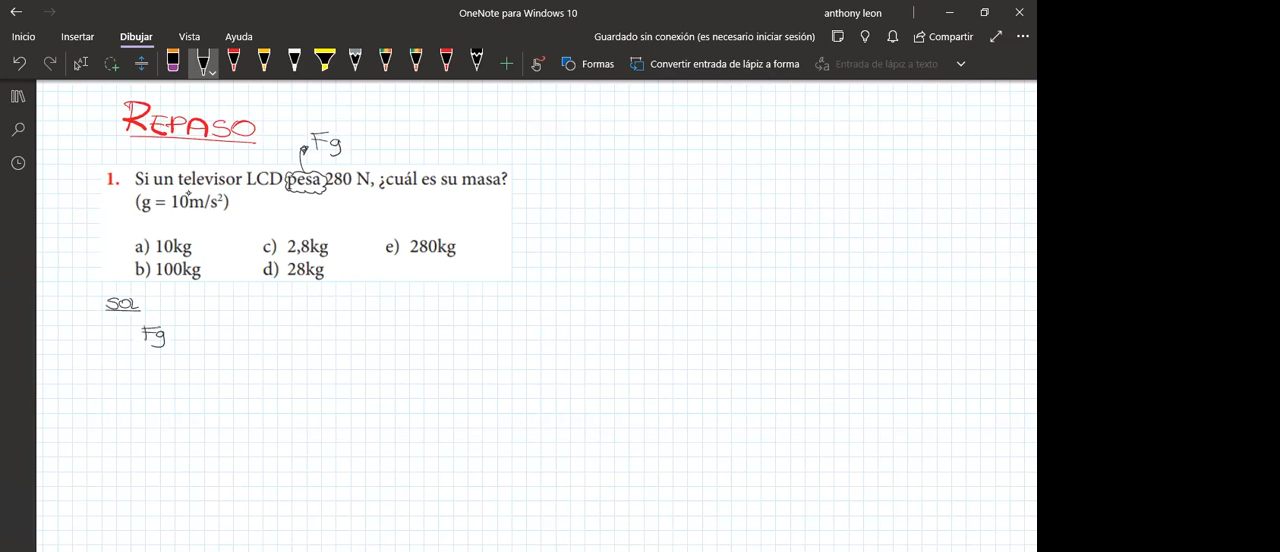 OneNote para Windows 10
anthony leon
Inicio Insertar Dibujar Vista Ayuda
Guardado sin conexión (es necesario iniciar sesión) Compartir
Formas Convertir entrada de lápiz a forma Entrada de lápiz a texto
REPASO
Fg
1. Si un televisor LCD pesa 280 N, ¿cuál es su masa?
(g = 10m/s²)
a) 10kg c) 2,8kg e) 280kg
b) 100kg d) 28kg
SOL
Fg